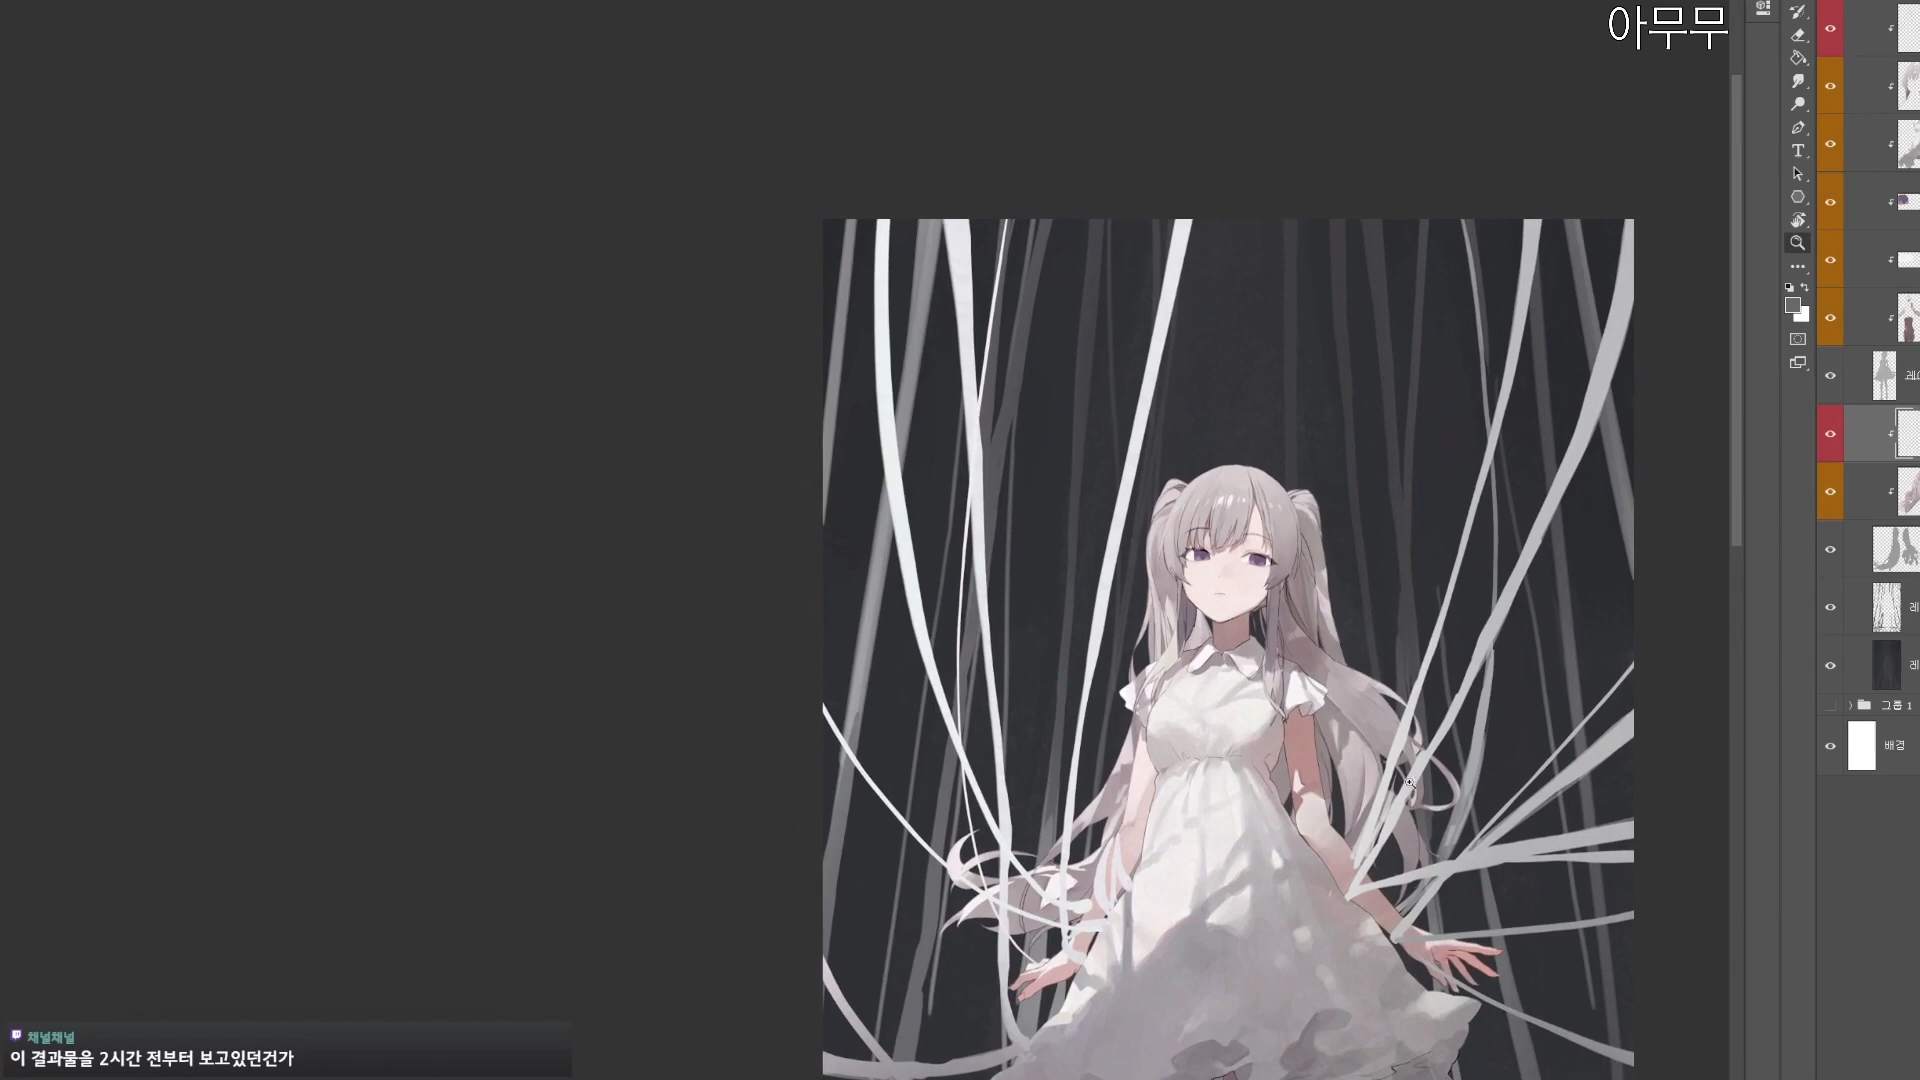 아무무
그룹 1
배경
채널채널
이 결과물을 2시간 전부터 보고있던건가